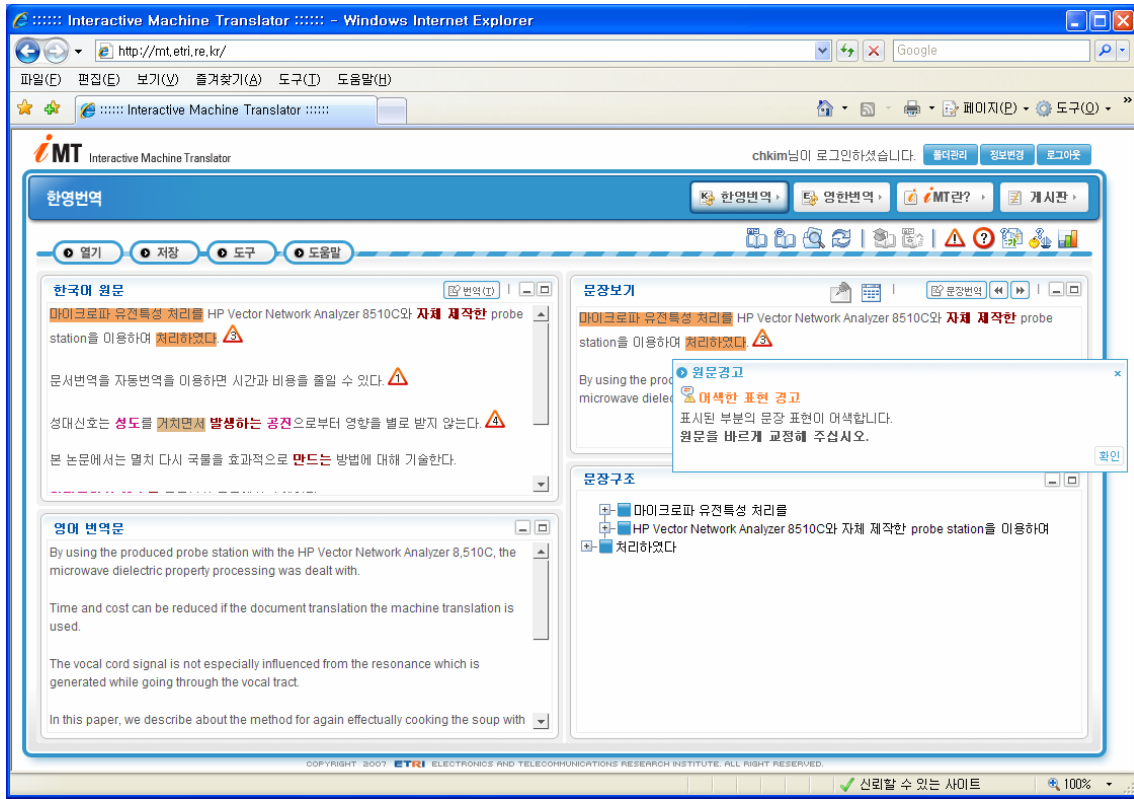 :::::: Interactive Machine Translator :::::: - Windows Internet Explorer
http://mt.etri.re.kr/
Google
파일(F) 편집(E) 보기(V) 즐겨찾기(A) 도구(T) 도움말(H)
:::::: Interactive Machine Translator ::::::
페이지(P) 도구(O)
iMT Interactive Machine Translator
chkim님이 로그인하셨습니다. 폴더관리 정보변경 로그아웃
한영번역
한영번역 영한번역 iMT란? 게시판
열기 저장 도구 도움말
한국어 원문
번역(T)
마이크로파 유전특성 처리를 HP Vector Network Analyzer 8510C와 자체 제작한 probe
station을 이용하여 처리하였다. 3
문서번역을 자동번역을 이용하면 시간과 비용을 줄일 수 있다. 1
성대신호는 성도를 거치면서 발생하는 공진으로부터 영향을 별로 받지 않는다. 4
본 논문에서는 멸치 다시 국물을 효과적으로 만드는 방법에 대해 기술한다.
영어 번역문
By using the produced probe station with the HP Vector Network Analyzer 8,510C, the
microwave dielectric property processing was dealt with.
Time and cost can be reduced if the document translation the machine translation is
used.
The vocal cord signal is not especially influenced from the resonance which is
generated while going through the vocal tract.
In this paper, we describe about the method for again effectually cooking the soup with
문장보기
문장번역
마이크로파 유전특성 처리를 HP Vector Network Analyzer 8510C와 자체 제작한 probe
station을 이용하여 처리하였다. 3
By using the proc
microwave dielec
원문경고
어색한 표현 경고
표시된 부분의 문장 표현이 어색합니다.
원문을 바르게 교정해 주십시오.
확인
문장구조
마이크로파 유전특성 처리를
HP Vector Network Analyzer 8510C와 자체 제작한 probe station을 이용하여
처리하였다
COPYRIGHT 2007 ETRI ELECTRONICS AND TELECOMMUNICATIONS RESEARCH INSTITUTE. ALL RIGHT RESERVED.
신뢰할 수 있는 사이트
100%